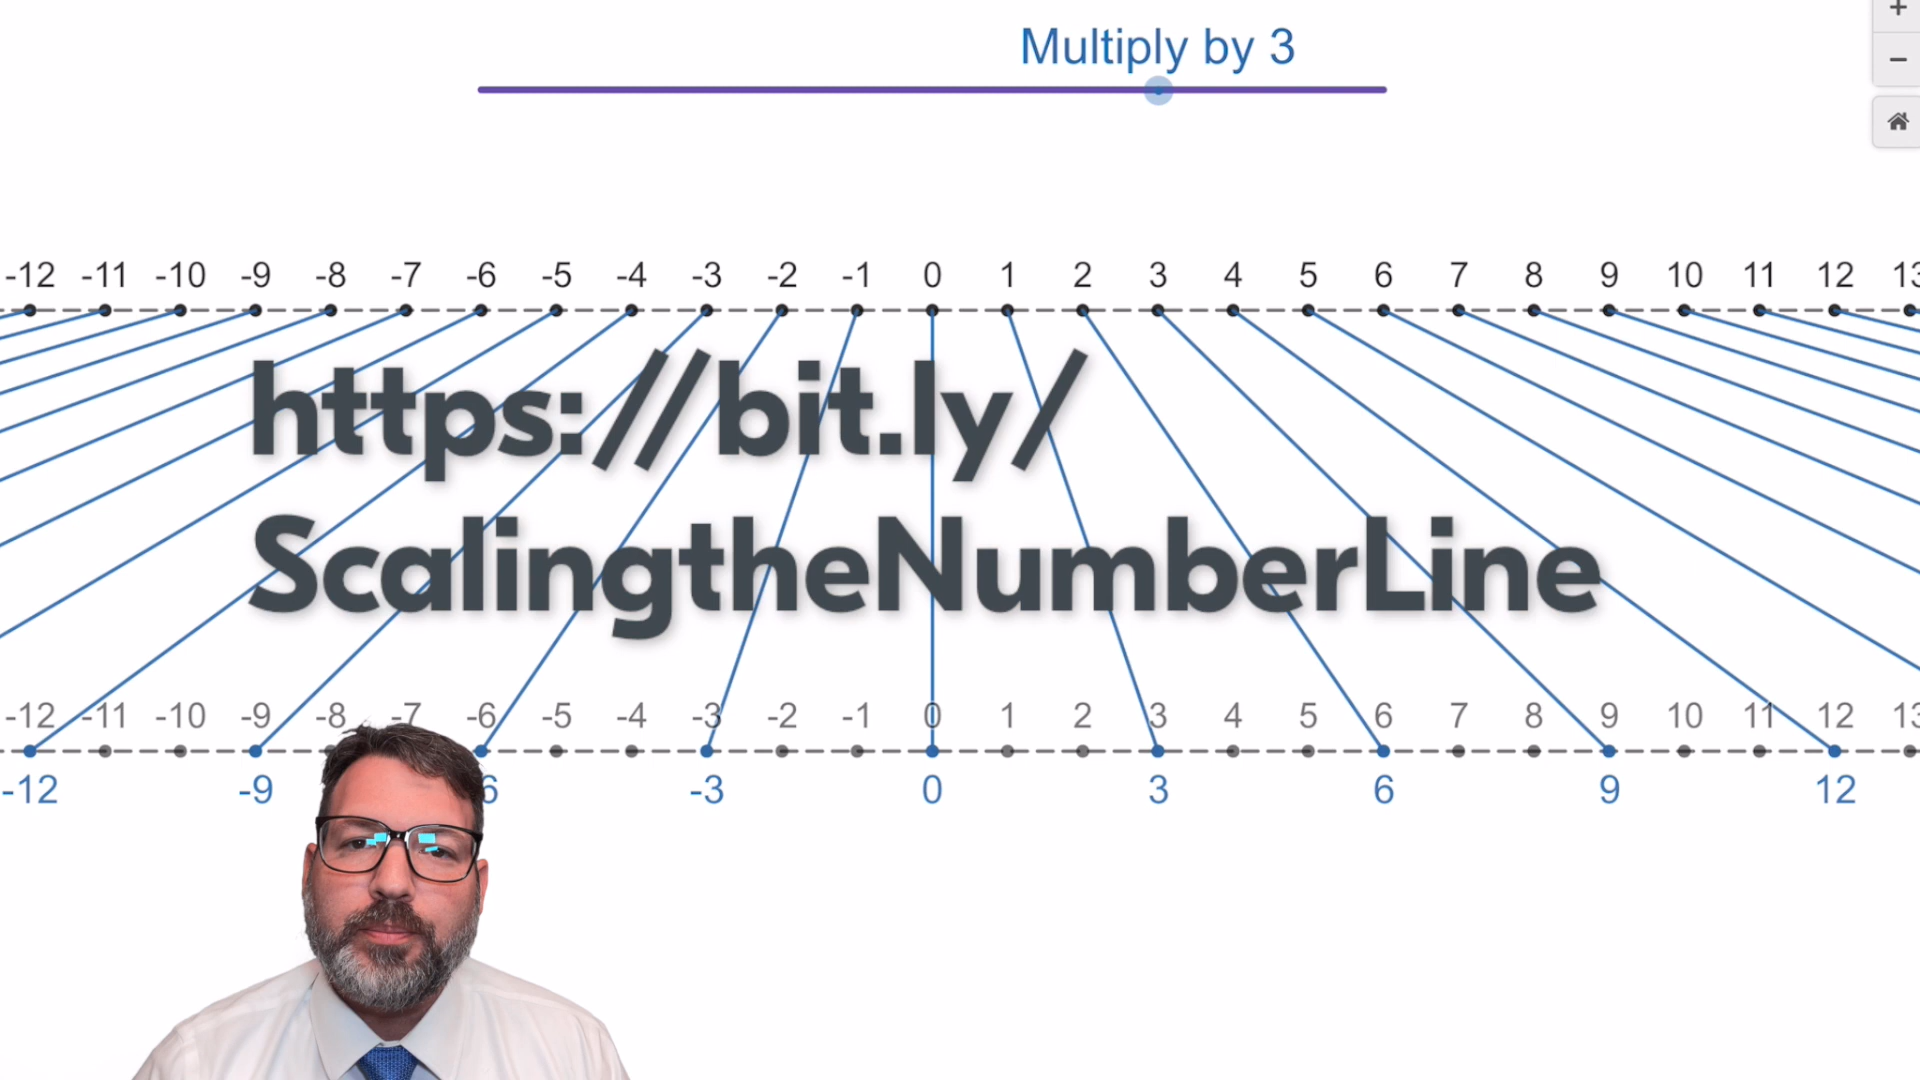 Multiply by 3
-12 -11 -10 -9 -8 -7 -6 -5 -4 -3 -2 -1 0 1 2 3 4 5 6 7 8 9 10 11 12
https://bit.ly/
ScalingtheNumberLine
-12 -11 -10 -9 -8 -7 -6 -5 -4 -3 -2 -1 0 1 2 3 4 5 6 7 8 9 10 11 12
-12 -9 6 -3 0 3 6 9 12